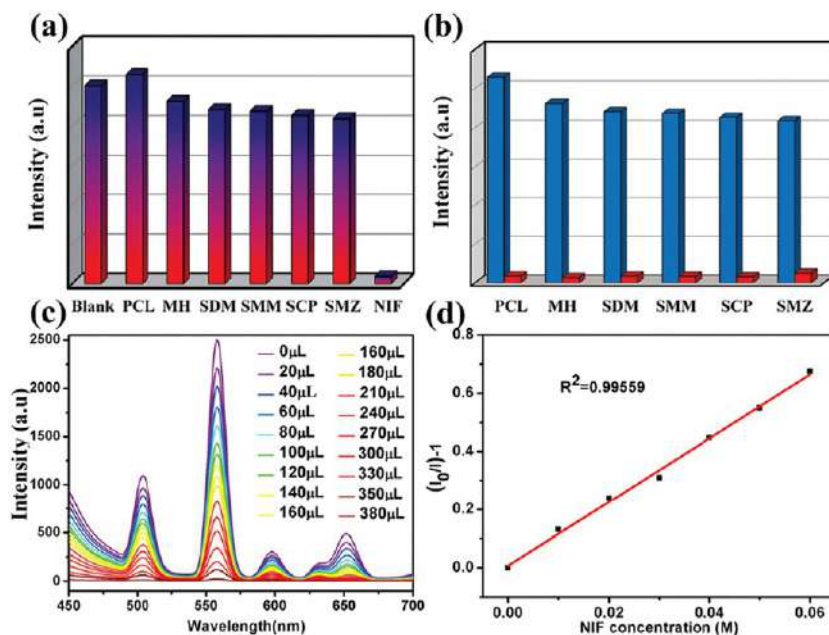 (a)
Intensity (a.u)
Blank PCL MH SDM SMM SCP SMZ NIF
(b)
Intensity (a.u)
PCL MH SDM SMM SCP SMZ
(c)
Intensity (a.u)
2500
2000
1500
1000
500
0
0μL 160μL
20μL 180μL
40μL 210μL
60μL 240μL
80μL 270μL
100μL 300μL
120μL 330μL
140μL 350μL
160μL 380μL
450 500 550 600 650 700
Wavelength(nm)
(d)
(I0/I)-1
0.8
0.6
0.4
0.2
0.0
R²=0.99559
0.00 0.02 0.04 0.06
NIF concentration (M)